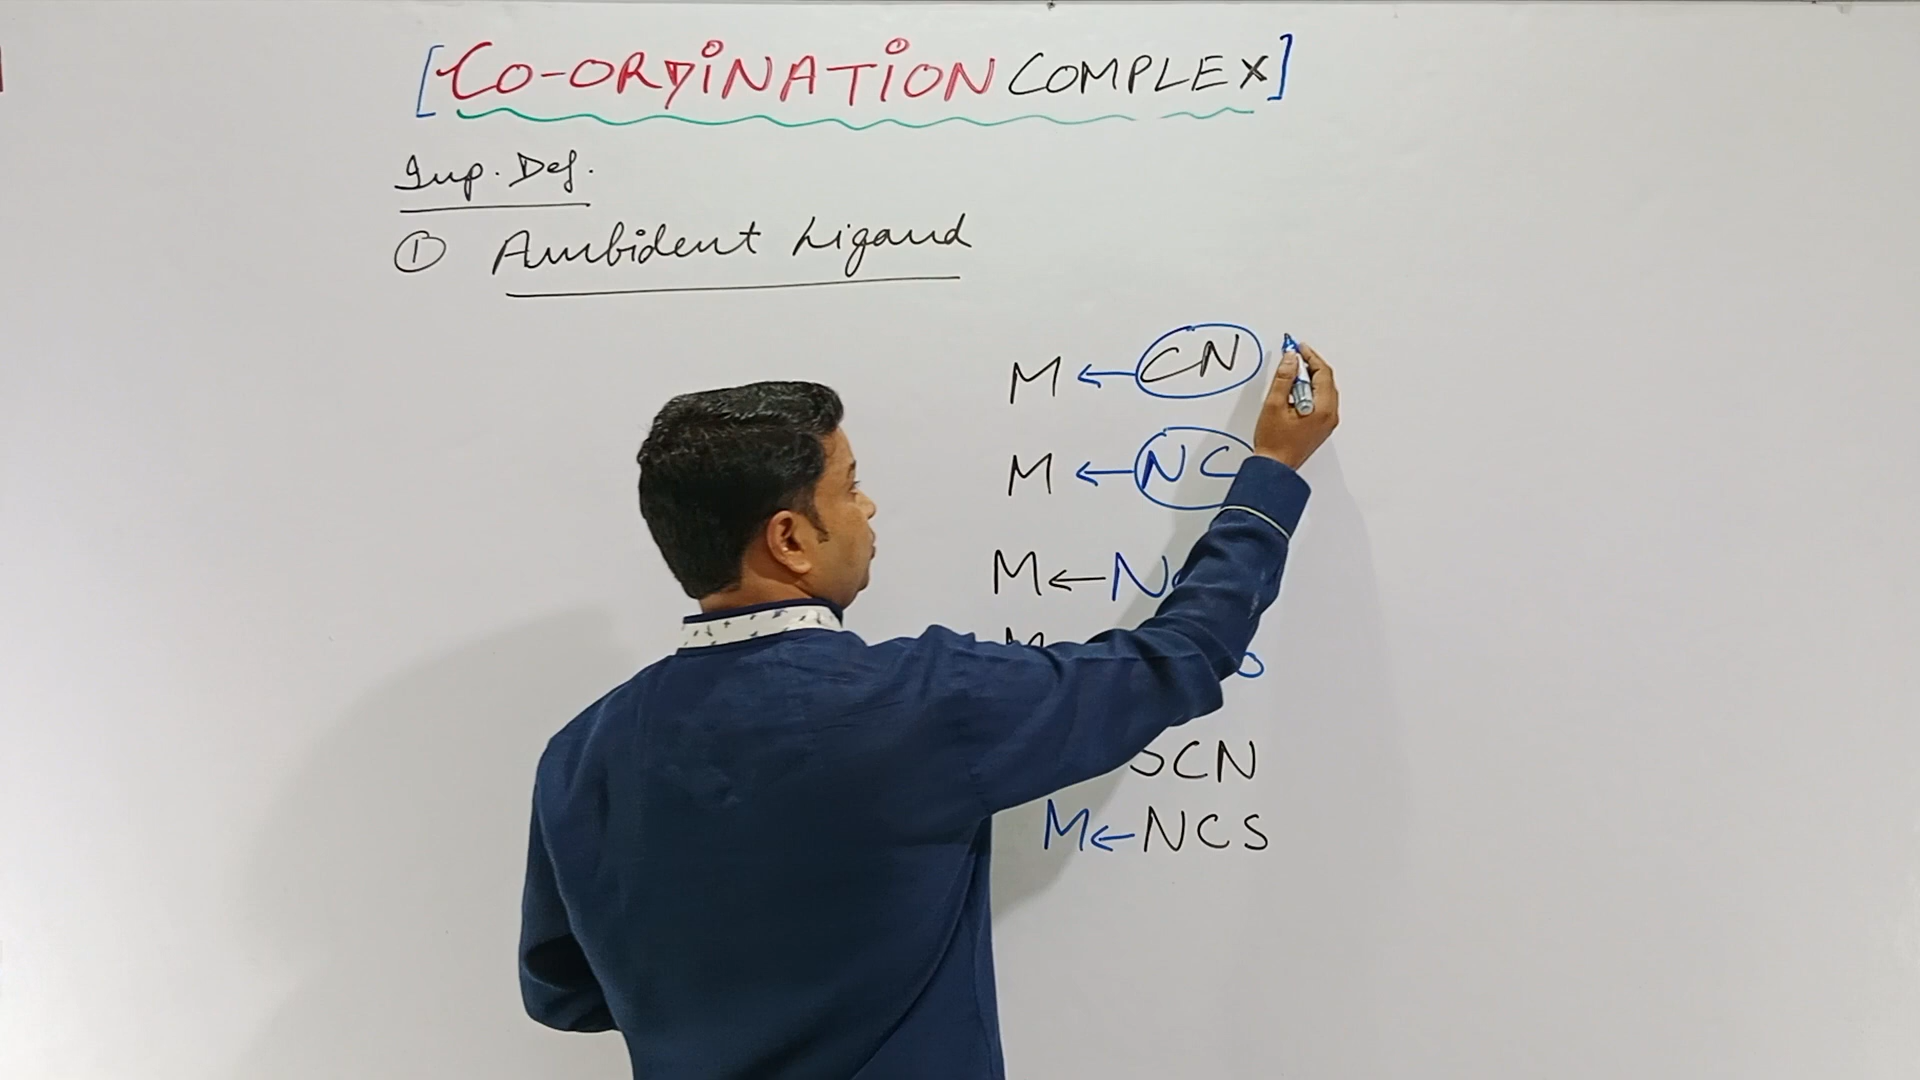 [CO-ORDINATION COMPLEX]
Imp. Def.
① Ambident Ligand
M ← CN
M ← NC
M ← N
M
SCN
M ← NCS